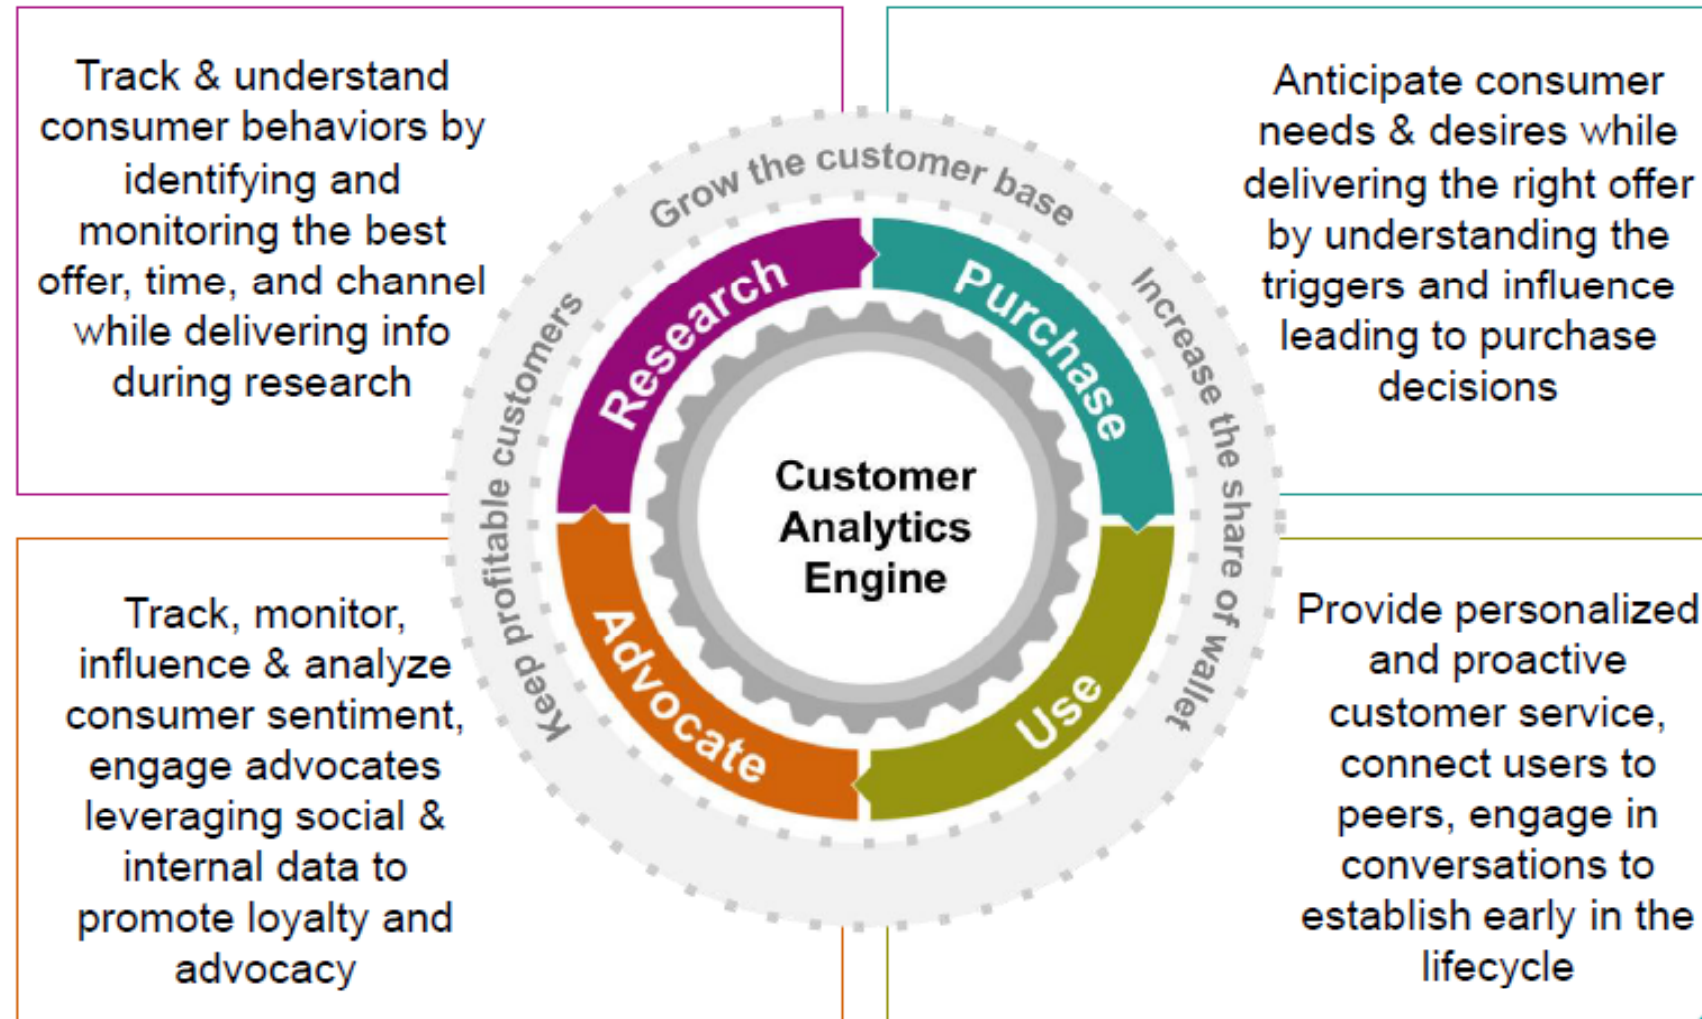 Track & understand
consumer behaviors by
identifying and
monitoring the best
offer, time, and channel
while delivering info
during research
Anticipate consumer
needs & desires while
delivering the right offer
by understanding the
triggers and influence
leading to purchase
decisions
Grow the customer base
Increase the share of wallet
Keep profitable customers
Research
Purchase
Use
Advocate
Customer
Analytics
Engine
Track, monitor,
influence & analyze
consumer sentiment,
engage advocates
leveraging social &
internal data to
promote loyalty and
advocacy
Provide personalized
and proactive
customer service,
connect users to
peers, engage in
conversations to
establish early in the
lifecycle